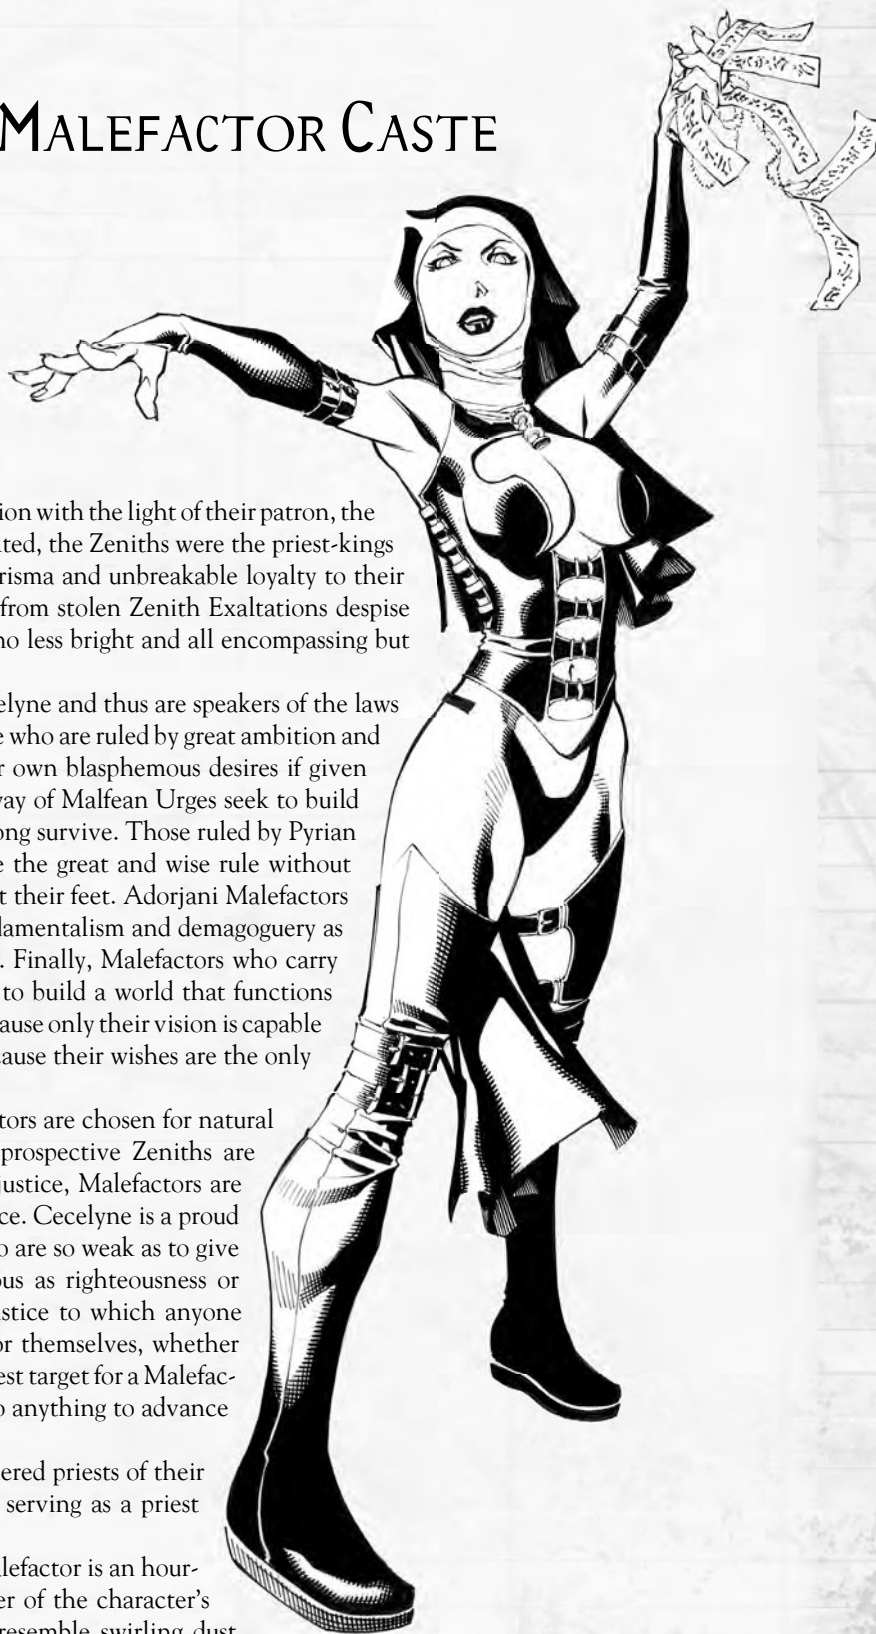 MALEFACTOR CASTE
ion with the light of their patron, the
ted, the Zeniths were the priest-kings
risma and unbreakable loyalty to their
from stolen Zenith Exaltations despise
no less bright and all encompassing but
elyne and thus are speakers of the laws
e who are ruled by great ambition and
r own blasphemous desires if given
vay of Malfean Urges seek to build
ong survive. Those ruled by Pyrian
e the great and wise rule without
t their feet. Adorjani Malefactors
damentalism and demagoguery as
. Finally, Malefactors who carry
to build a world that functions
ause only their vision is capable
ause their wishes are the only
ctors are chosen for natural
prospective Zeniths are
justice, Malefactors are
ce. Cecelyne is a proud
o are so weak as to give
ous as righteousness or
stice to which anyone
or themselves, whether
est target for a Malefac-
o anything to advance
ered priests of their
serving as a priest
alefactor is an hour-
er of the character's
resemble swirling dust